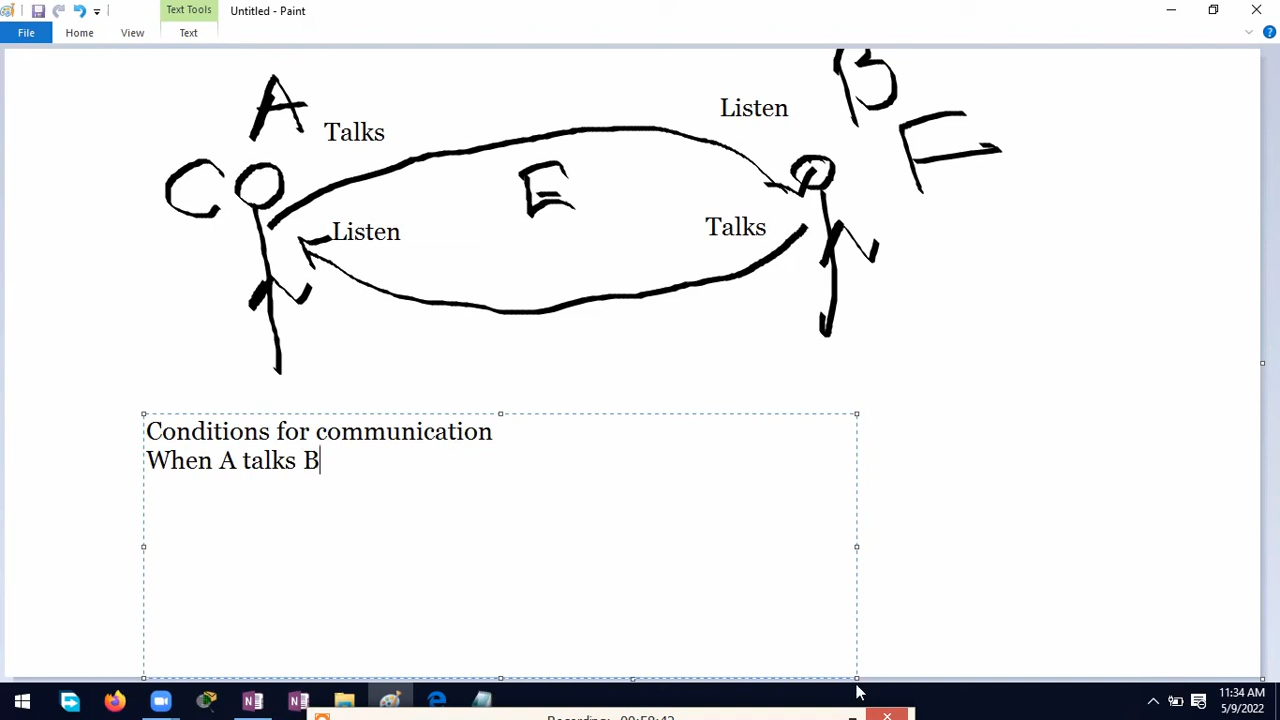 Text Tools
Untitled - Paint
File
Home
View
Text
A
B
Talks
Listen
F
C
E
Listen
Talks
Conditions for communication
When A talks B
11:34 AM
5/9/2022